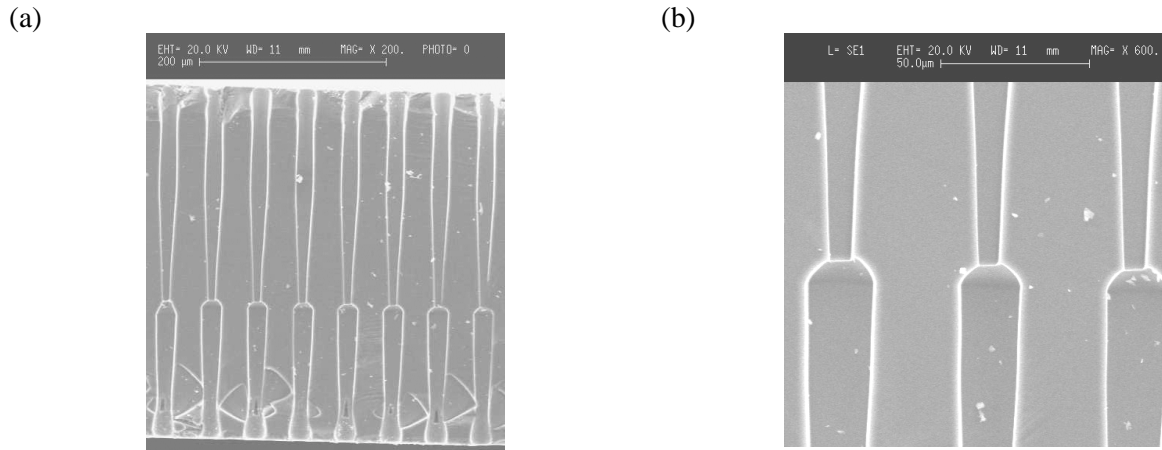 (a)
(b)
EHT= 20.0 KV WD= 11 mm MAG= X 200. PHOTO= 0
200 µm
L= SE1 EHT= 20.0 KV WD= 11 mm MAG= X 600.
50.0µm